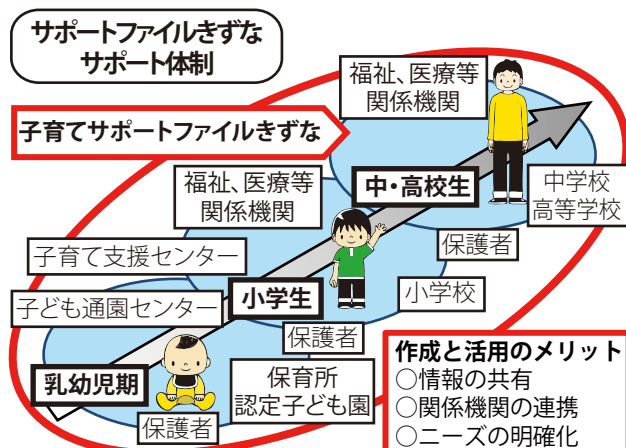 サポートファイルきずな
サポート体制
福祉、医療等
関係機関
子育てサポートファイルきずな
福祉、医療等
関係機関
中・高校生
中学校
高等学校
保護者
子育て支援センター
小学生
小学校
子ども通園センター
保護者
乳幼児期
保育所
認定子ども園
保護者
作成と活用のメリット
○情報の共有
○関係機関の連携
○ニーズの明確化